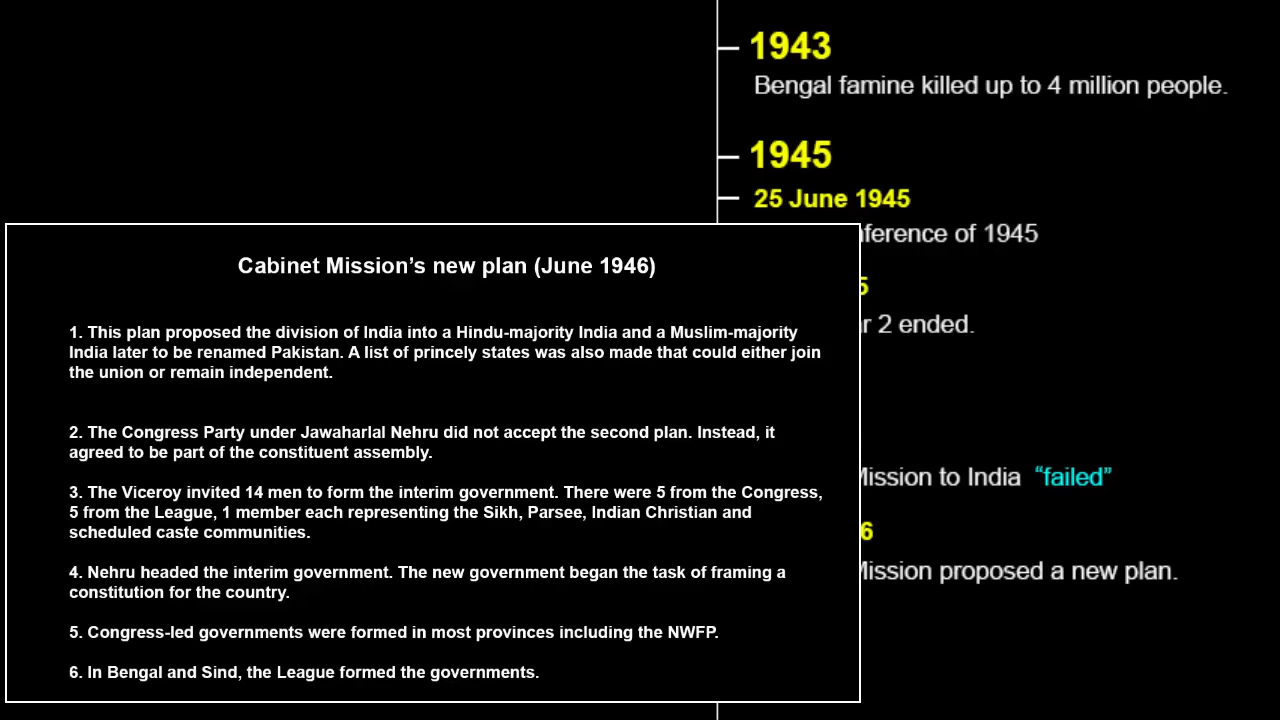 1943
Bengal famine killed up to 4 million people.
1945
25 June 1945
of 1945
2 ended.
to India “failed”
proposed a new plan.
Cabinet Mission’s new plan (June 1946)
1. This plan proposed the division of India into a Hindu-majority India and a Muslim-majority
India later to be renamed Pakistan. A list of princely states was also made that could either join
the union or remain independent.
2. The Congress Party under Jawaharlal Nehru did not accept the second plan. Instead, it
agreed to be part of the constituent assembly.
3. The Viceroy invited 14 men to form the interim government. There were 5 from the Congress,
5 from the League, 1 member each representing the Sikh, Parsee, Indian Christian and
scheduled caste communities.
4. Nehru headed the interim government. The new government began the task of framing a
constitution for the country.
5. Congress-led governments were formed in most provinces including the NWFP.
6. In Bengal and Sind, the League formed the governments.